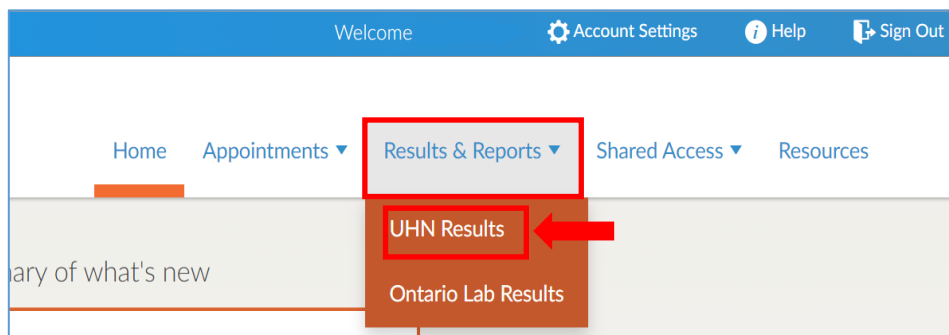 Welcome Account Settings i Help Sign Out
Home Appointments Results & Reports Shared Access Resources
UHN Results
of what's new
Ontario Lab Results